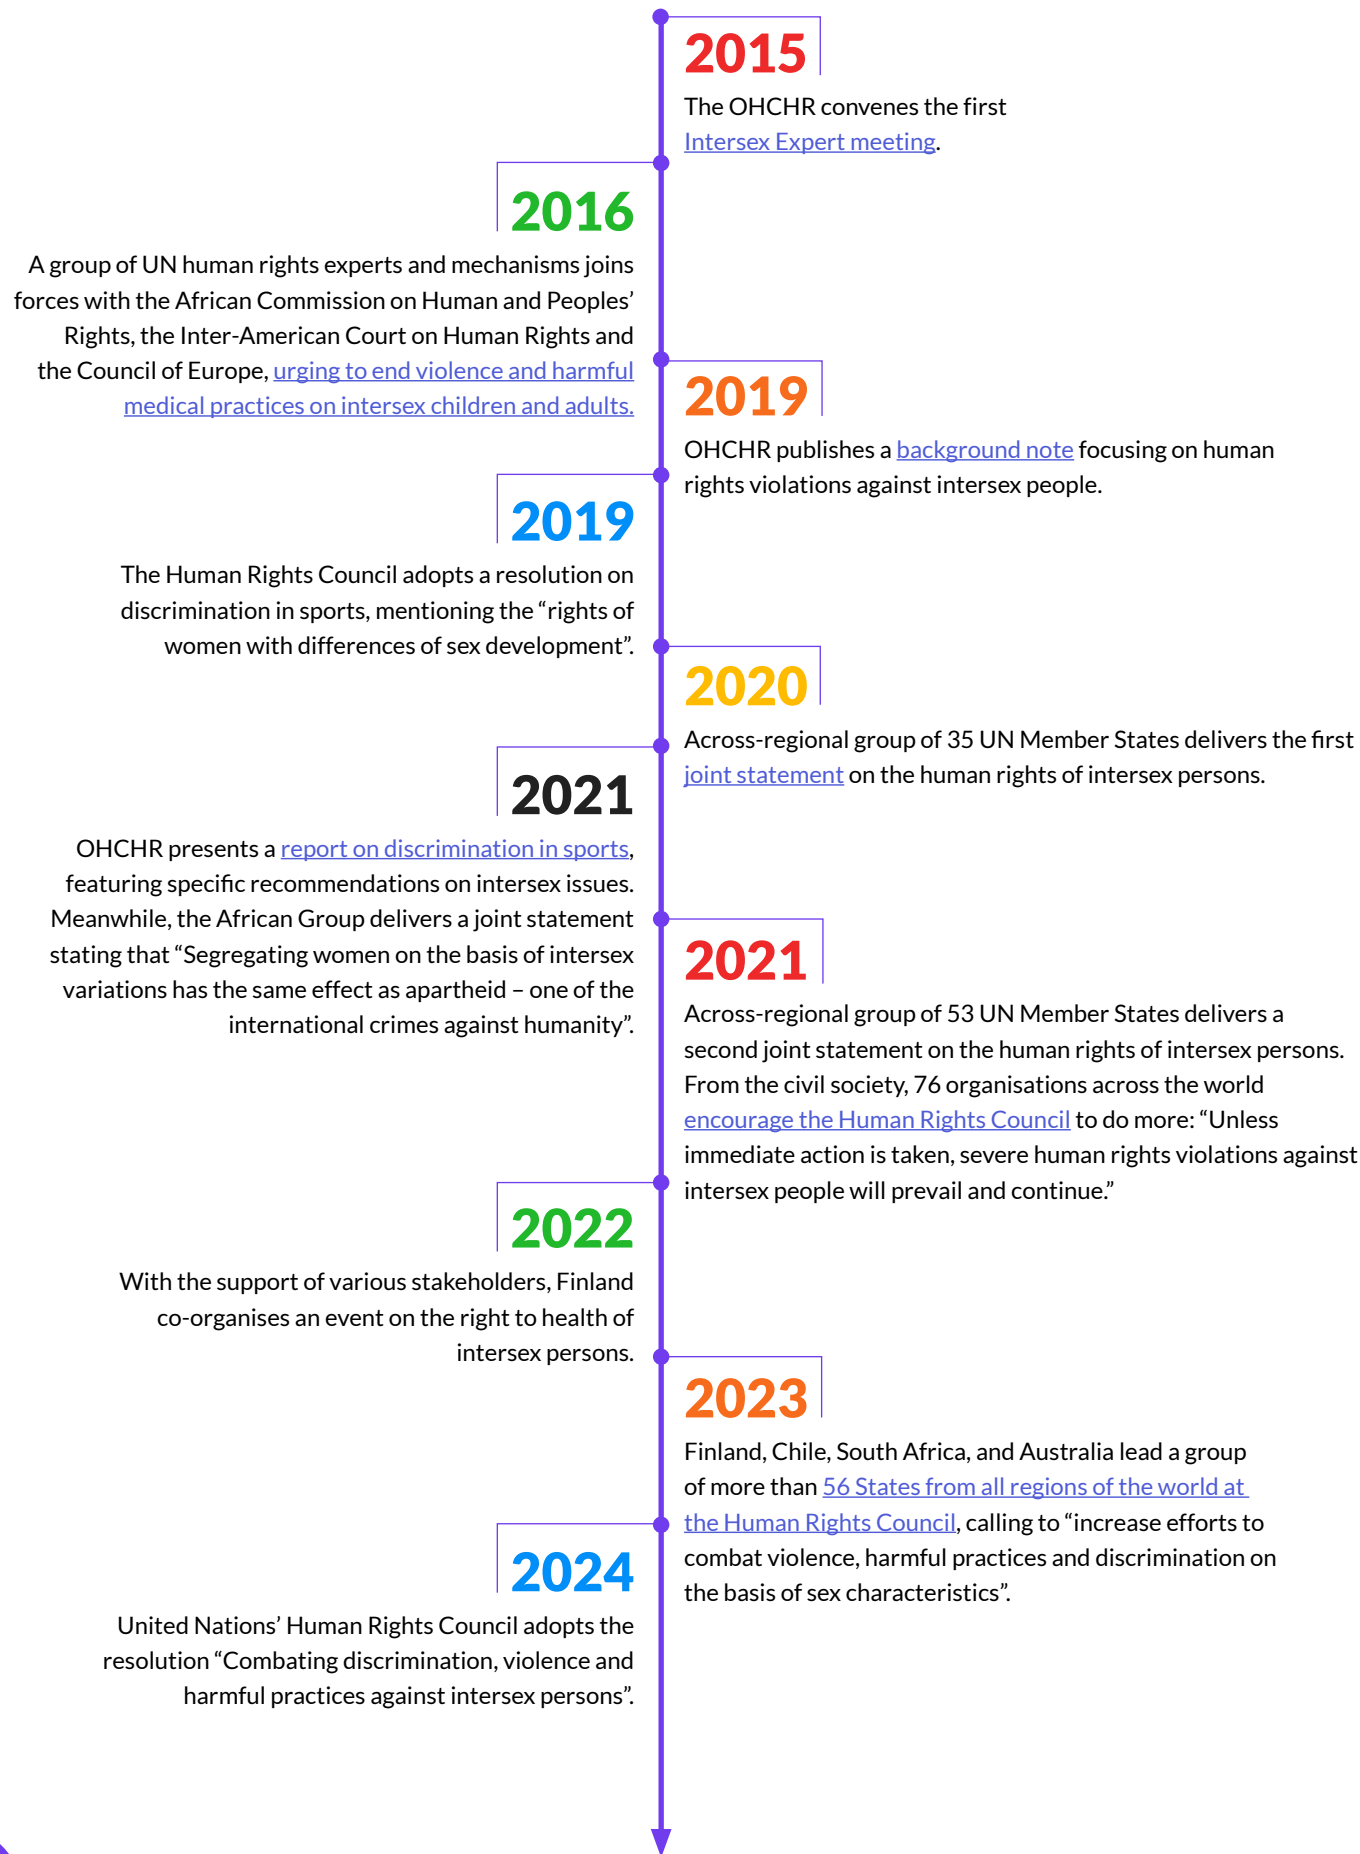 2015
The OHCHR convenes the first
Intersex Expert meeting.
2016
A group of UN human rights experts and mechanisms joins
forces with the African Commission on Human and Peoples’
Rights, the Inter-American Court on Human Rights and
the Council of Europe, urging to end violence and harmful
medical practices on intersex children and adults.
2019
OHCHR publishes a background note focusing on human
rights violations against intersex people.
2019
The Human Rights Council adopts a resolution on
discrimination in sports, mentioning the “rights of
women with differences of sex development”.
2020
Across-regional group of 35 UN Member States delivers the first
joint statement on the human rights of intersex persons.
2021
OHCHR presents a report on discrimination in sports,
featuring specific recommendations on intersex issues.
Meanwhile, the African Group delivers a joint statement
stating that “Segregating women on the basis of intersex
variations has the same effect as apartheid – one of the
international crimes against humanity”.
2021
Across-regional group of 53 UN Member States delivers a
second joint statement on the human rights of intersex persons.
From the civil society, 76 organisations across the world
encourage the Human Rights Council to do more: “Unless
immediate action is taken, severe human rights violations against
intersex people will prevail and continue.”
2022
With the support of various stakeholders, Finland
co-organises an event on the right to health of
intersex persons.
2023
Finland, Chile, South Africa, and Australia lead a group
of more than 56 States from all regions of the world at
the Human Rights Council, calling to “increase efforts to
combat violence, harmful practices and discrimination on
the basis of sex characteristics”.
2024
United Nations’ Human Rights Council adopts the
resolution “Combating discrimination, violence and
harmful practices against intersex persons”.